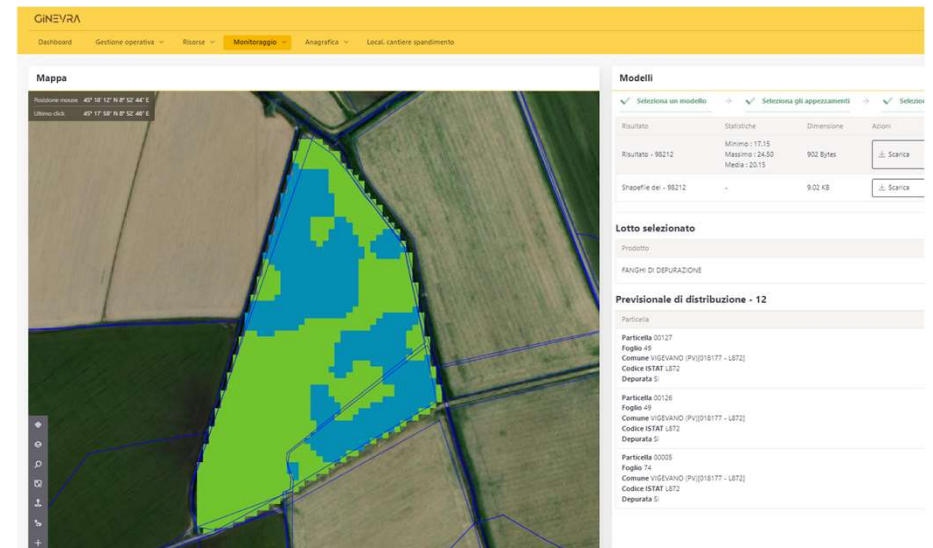 GINEVRA
Dashboard Gestione operativa Risorse Monitoraggio Anagrafica Local. cantiere spandimento
Mappa
Posizione mouse 45° 18' 12" N 8° 52' 44" E
Ultimo click 45° 17' 58" N 8° 52' 46" E
Modelli
Seleziona un modello → Seleziona gli appezzamenti → Selezio
Risultato Statistiche Dimensione Azioni
Risultato - 98212
Minimo : 17.15
Massimo : 24.50
Media : 20.15
902 Bytes
Scarica
Shapefile del - 98212 - 9.02 KB Scarica
Lotto selezionato
Prodotto
FANGHI DI DEPURAZIONE
Previsionale di distribuzione - 12
Particella
Particella 00127
Foglio 49
Comune VIGEVANO (PV)[018177 - L872]
Codice ISTAT L872
Depurata Si
Particella 00126
Foglio 49
Comune VIGEVANO (PV)[018177 - L872]
Codice ISTAT L872
Depurata Si
Particella 00005
Foglio 74
Comune VIGEVANO (PV)[018177 - L872]
Codice ISTAT L872
Depurata Si